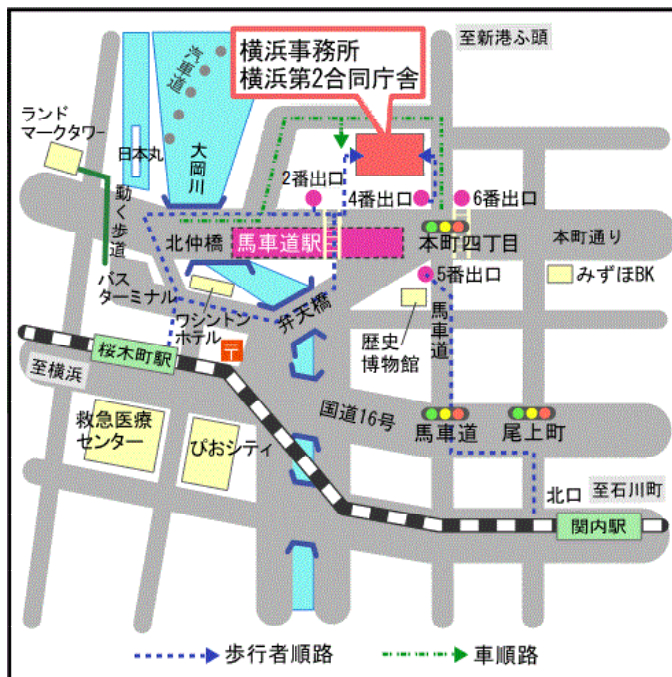 至新港ふ頭
横浜事務所
横浜第2合同庁舎
汽車道
ランド
マークタワー
日本丸
大岡川
2番出口
4番出口
6番出口
動く歩道
北仲橋
馬車道駅
本町四丁目
本町通り
バス
ターミナル
5番出口
みずほBK
ワシントン
ホテル
弁天橋
歴史
博物館
馬車道
〒
桜木町駅
至横浜
国道16号
救急医療
センター
ぴおシティ
馬車道
尾上町
北口
至石川町
関内駅
歩行者順路
車順路